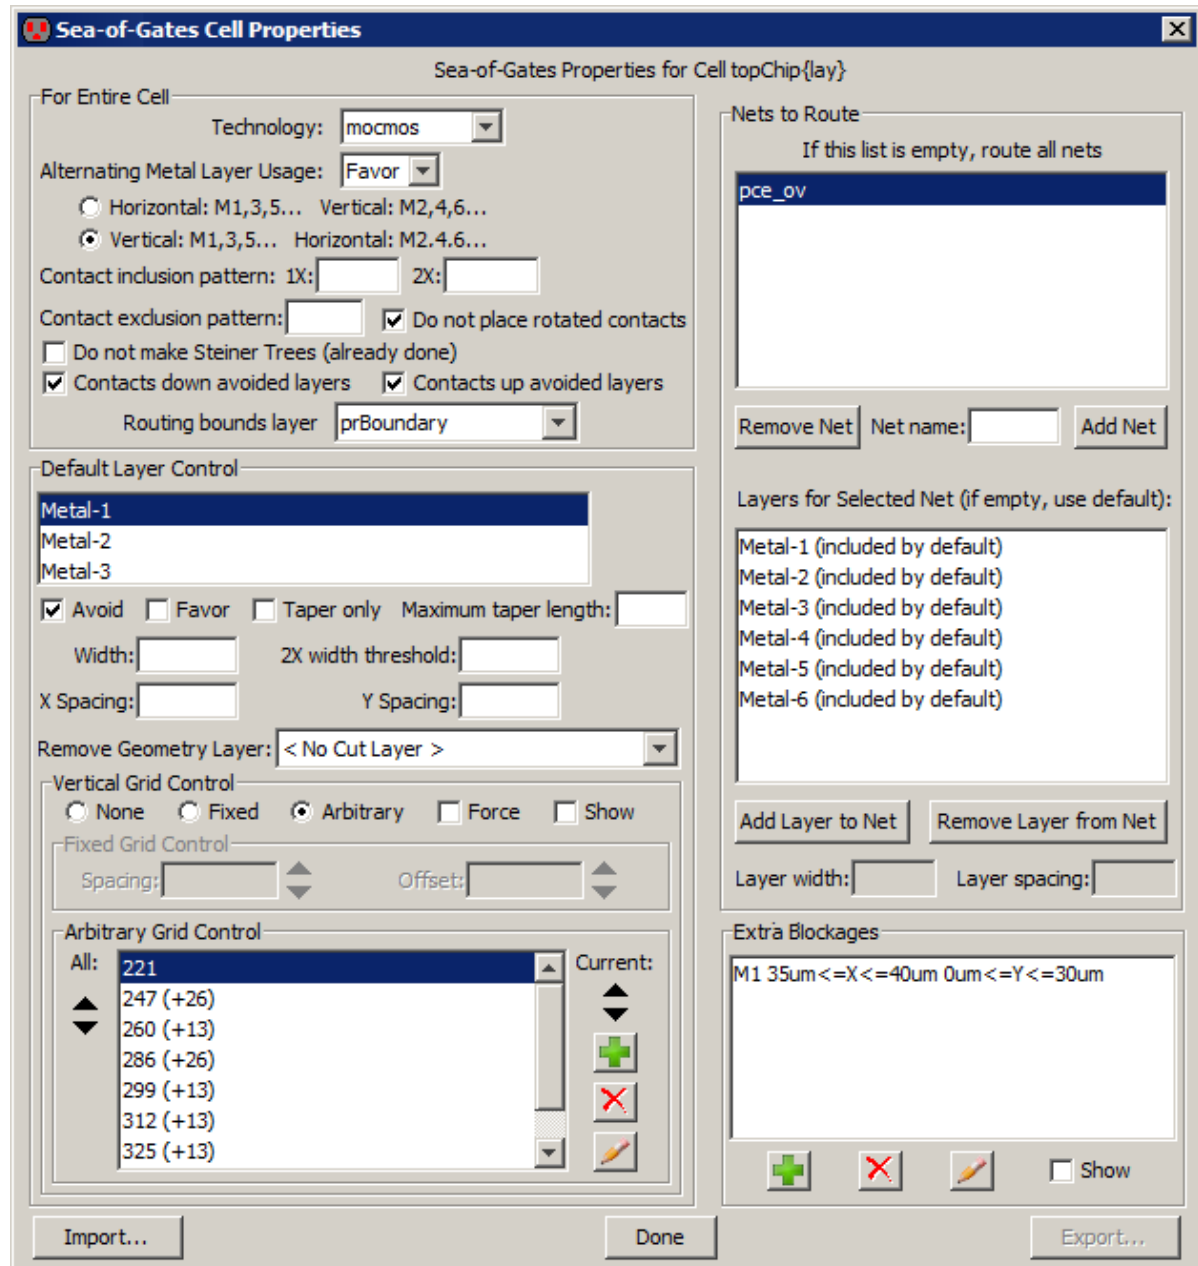 Sea-of-Gates Cell Properties
Sea-of-Gates Properties for Cell topChip{lay}
For Entire Cell
Technology: mocmos
Alternating Metal Layer Usage: Favor
Horizontal: M1,3,5... Vertical: M2,4,6...
Vertical: M1,3,5... Horizontal: M2.4.6...
Contact inclusion pattern: 1X: 2X:
Contact exclusion pattern: Do not place rotated contacts
Do not make Steiner Trees (already done)
Contacts down avoided layers Contacts up avoided layers
Routing bounds layer prBoundary
Default Layer Control
Metal-1
Metal-2
Metal-3
Avoid Favor Taper only Maximum taper length:
Width: 2X width threshold:
X Spacing: Y Spacing:
Remove Geometry Layer: < No Cut Layer >
Vertical Grid Control
None Fixed Arbitrary Force Show
Fixed Grid Control
Spacing: Offset:
Arbitrary Grid Control
All: Current:
221
247 (+26)
260 (+13)
286 (+26)
299 (+13)
312 (+13)
325 (+13)
Nets to Route
If this list is empty, route all nets
pce_ov
Remove Net Net name: Add Net
Layers for Selected Net (if empty, use default):
Metal-1 (included by default)
Metal-2 (included by default)
Metal-3 (included by default)
Metal-4 (included by default)
Metal-5 (included by default)
Metal-6 (included by default)
Add Layer to Net Remove Layer from Net
Layer width: Layer spacing:
Extra Blockages
M1 35um<=X<=40um 0um<=Y<=30um
Show
Import... Done Export...